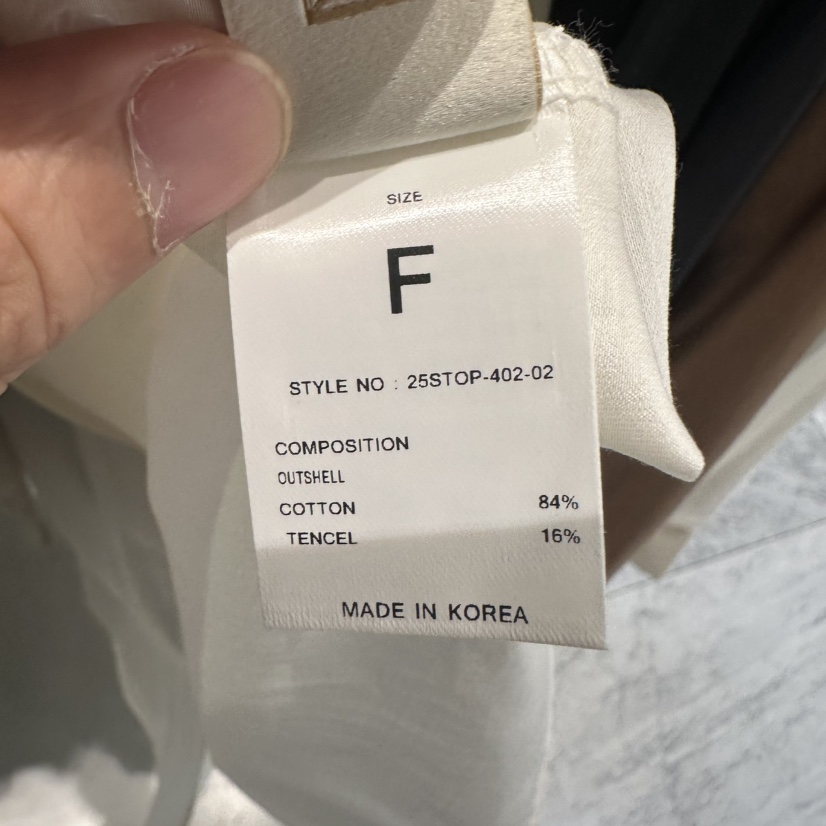 SIZE
F
STYLE NO : 25STOP-402-02
COMPOSITION
OUTSHELL
COTTON 84%
TENCEL 16%
MADE IN KOREA